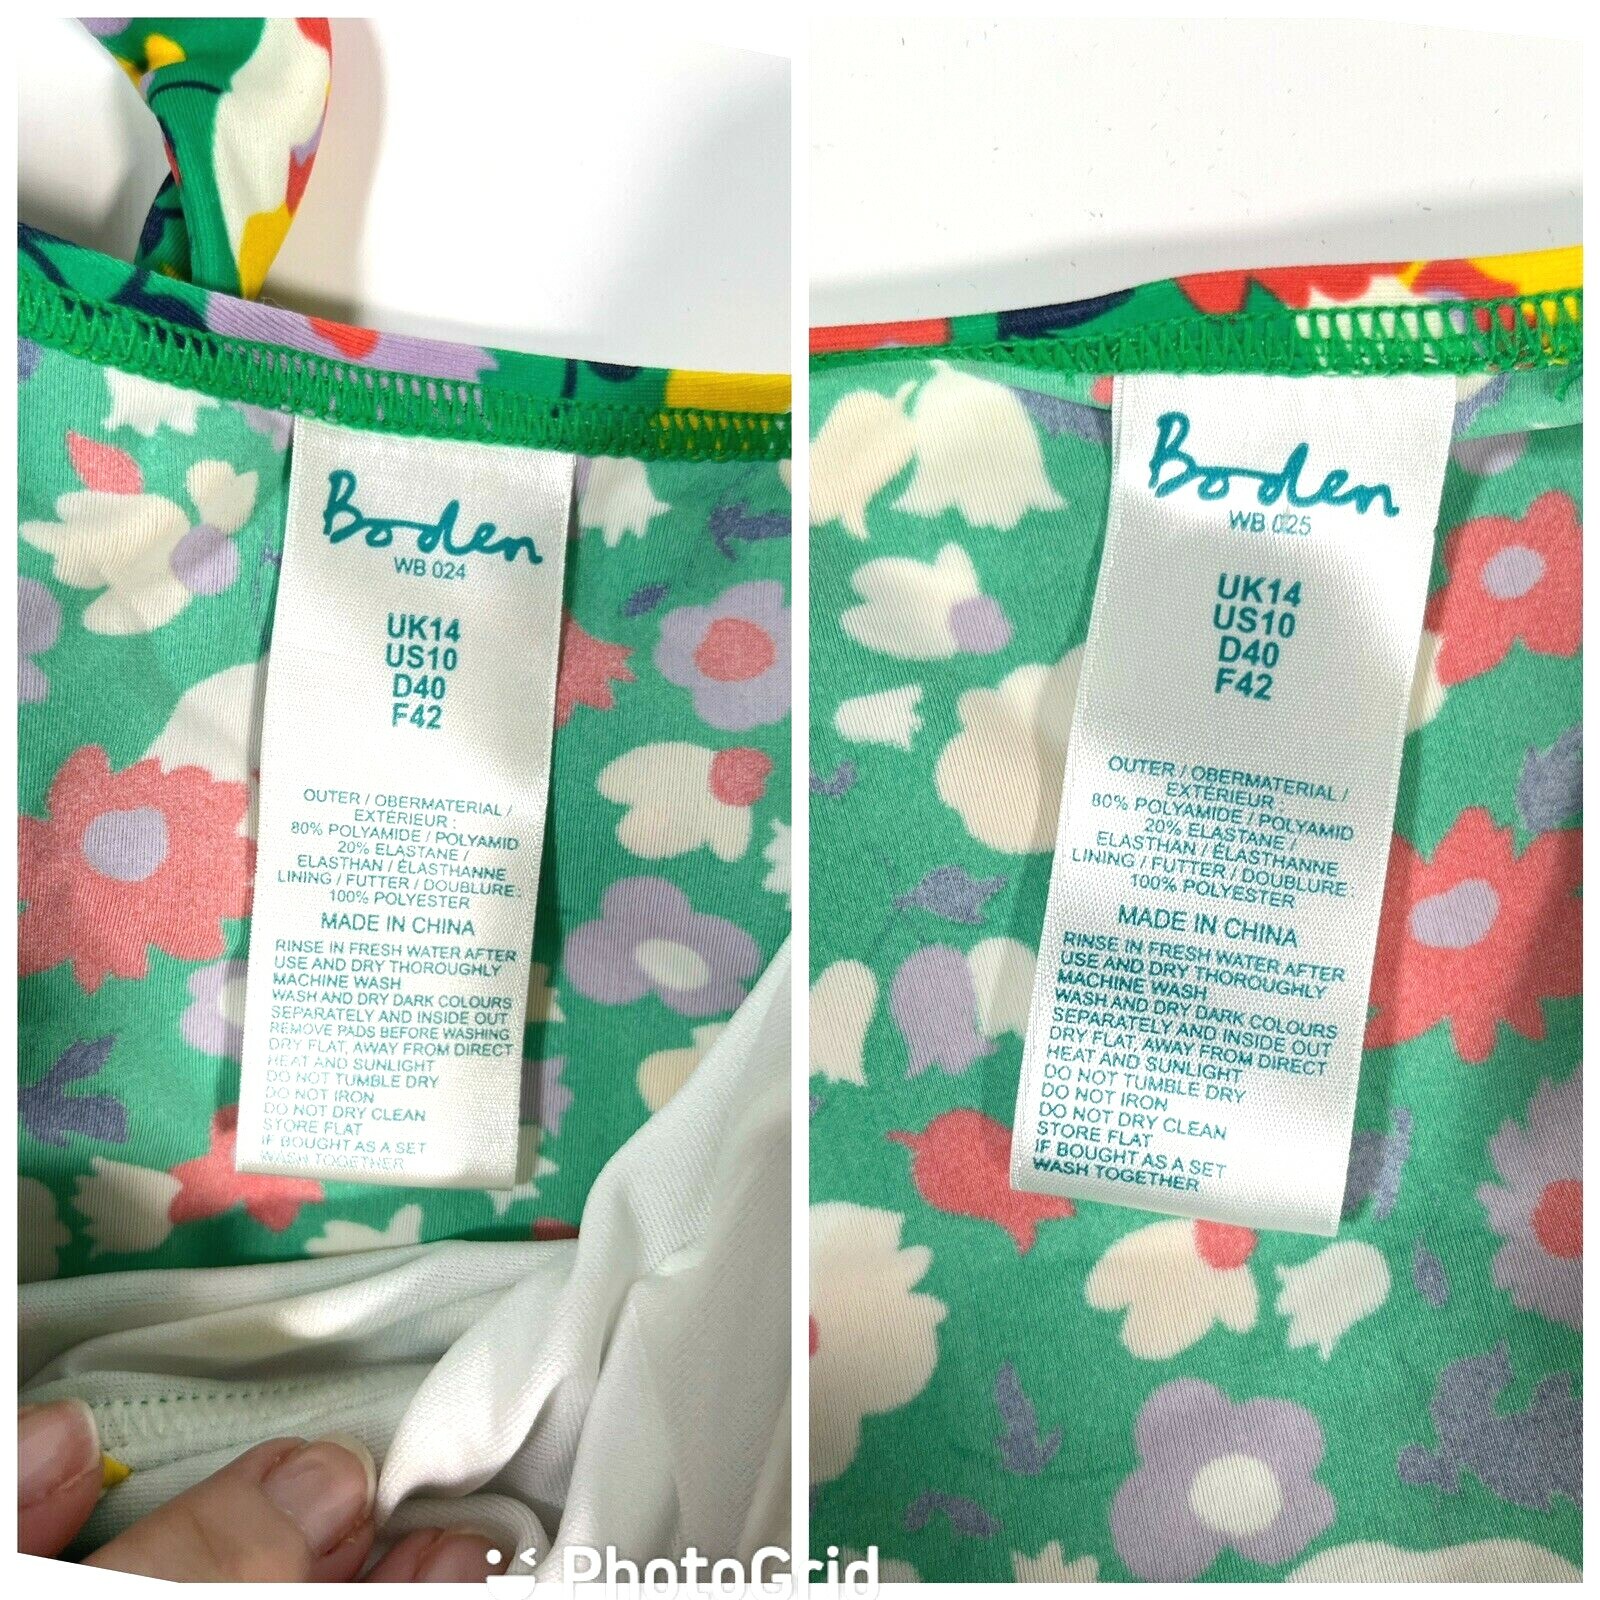 Boden
WB 024
UK14
US10
D40
F42
OUTER / OBERMATERIAL /
EXTÉRIEUR :
80% POLYAMIDE / POLYAMID
20% ELASTANE /
ELASTHAN / ÉLASTHANNE
LINING / FUTTER / DOUBLURE:
100% POLYESTER
MADE IN CHINA
RINSE IN FRESH WATER AFTER
USE AND DRY THOROUGHLY
MACHINE WASH
WASH AND DRY DARK COLOURS
SEPARATELY AND INSIDE OUT
REMOVE PADS BEFORE WASHING
DRY FLAT, AWAY FROM DIRECT
HEAT AND SUNLIGHT
DO NOT TUMBLE DRY
DO NOT IRON
DO NOT DRY CLEAN
STORE FLAT
IF BOUGHT AS A SET
WASH TOGETHER
Boden
WB 025
UK14
US10
D40
F42
OUTER / OBERMATERIAL /
EXTÉRIEUR :
80% POLYAMIDE / POLYAMID
20% ELASTANE /
ELASTHAN / ÉLASTHANNE
LINING / FUTTER / DOUBLURE:
100% POLYESTER
MADE IN CHINA
RINSE IN FRESH WATER AFTER
USE AND DRY THOROUGHLY
MACHINE WASH
WASH AND DRY DARK COLOURS
SEPARATELY AND INSIDE OUT
DRY FLAT, AWAY FROM DIRECT
HEAT AND SUNLIGHT
DO NOT TUMBLE DRY
DO NOT IRON
DO NOT DRY CLEAN
STORE FLAT
IF BOUGHT AS A SET
WASH TOGETHER
PhotoGrid